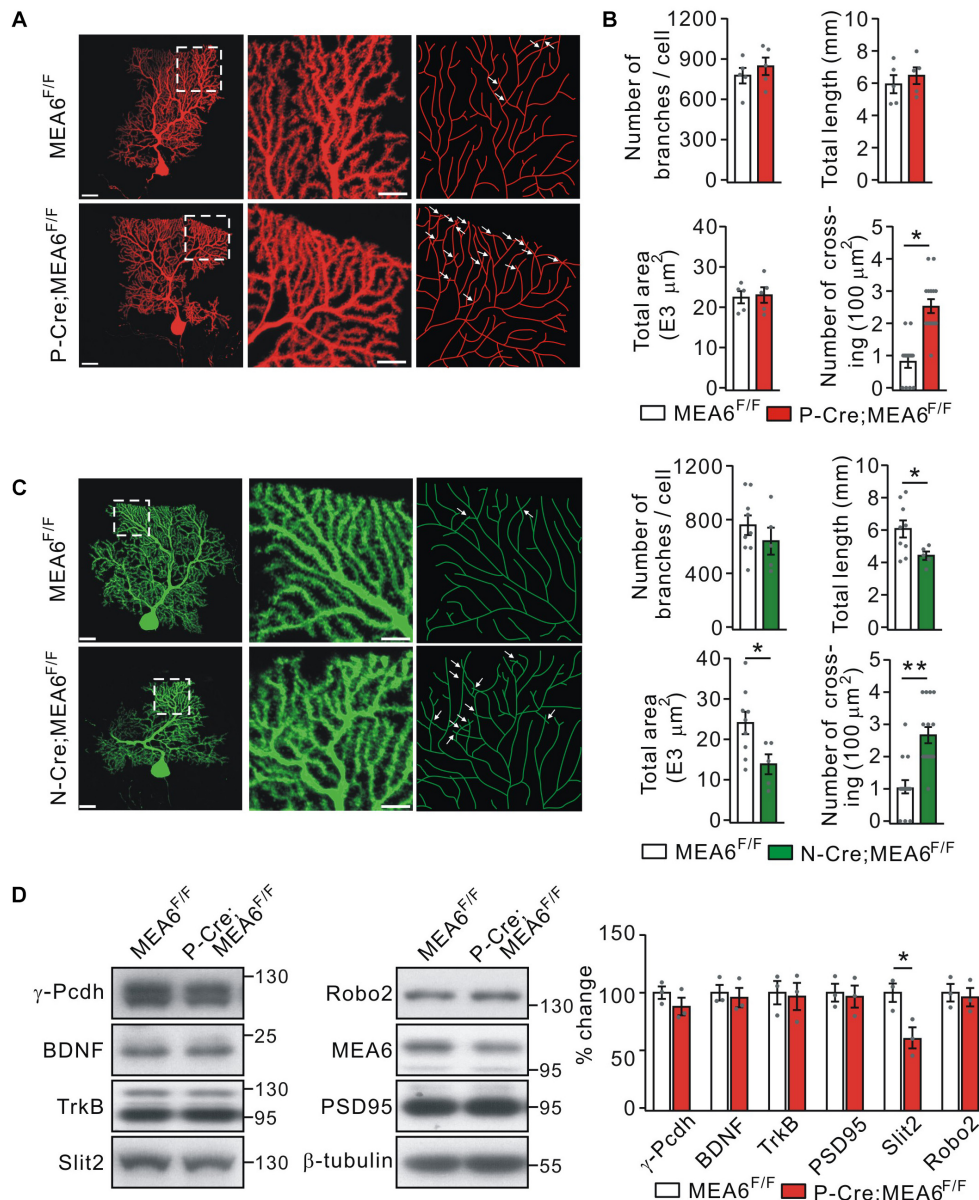 A
MEA6F/F
P-Cre;MEA6F/F
B
Number of
branches / cell
1200
900
600
300
0
Total length (mm)
10
8
6
4
2
0
Total area
(E3 μm2)
40
30
20
10
0
Number of cross-
ing (100 μm2)
5
4
3
2
1
0
*
MEA6F/F
P-Cre;MEA6F/F
C
MEA6F/F
N-Cre;MEA6F/F
Number of
branches / cell
1200
800
400
0
Total length (mm)
10
8
6
4
2
0
*
Total area
(E3 μm2)
40
30
20
10
0
*
Number of cross-
ing (100 μm2)
5
4
3
2
1
0
**
MEA6F/F
N-Cre;MEA6F/F
D
MEA6F/F
P-Cre;
MEA6F/F
γ-Pcdh
130
BDNF
25
TrkB
130
95
Slit2
130
MEA6F/F
P-Cre;
MEA6F/F
Robo2
130
MEA6
95
PSD95
95
β-tubulin
55
% change
150
100
50
0
*
γ-Pcdh
BDNF
TrkB
PSD95
Slit2
Robo2
MEA6F/F
P-Cre;MEA6F/F